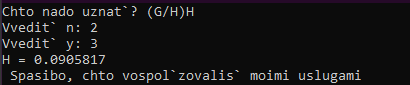 Chto nado uznat`? (G/H)H
Vvedit` n: 2
Vvedit` y: 3
H = 0.0905817
 Spasibo, chto vospol`zovalis` moimi uslugami